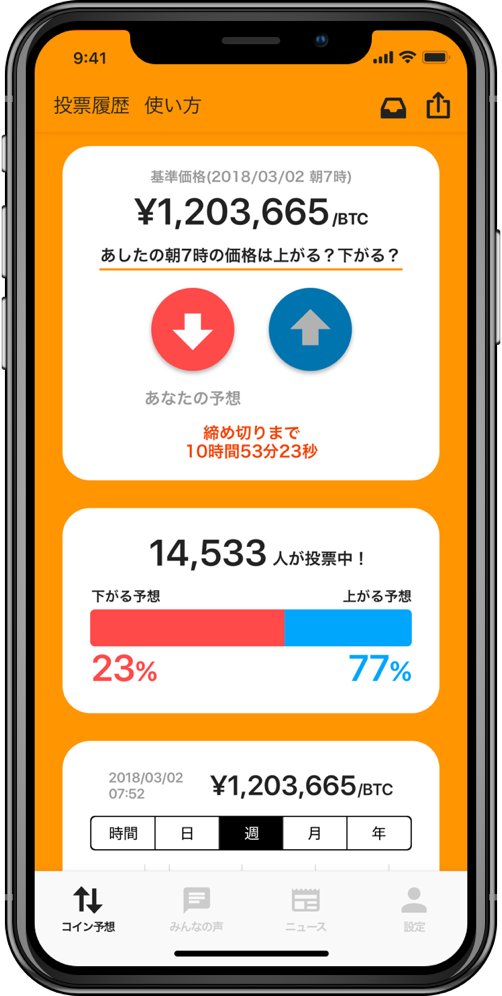 9:41
投票履歴 使い方
基準価格(2018/03/02 朝7時)
¥1,203,665/BTC
あしたの朝7時の価格は上がる？下がる？
あなたの予想
締め切りまで
10時間53分23秒
14,533 人が投票中！
下がる予想 上がる予想
23% 77%
2018/03/02
07:52
¥1,203,665/BTC
時間 日 週 月 年
コイン予想 みんなの声 ニュース 設定